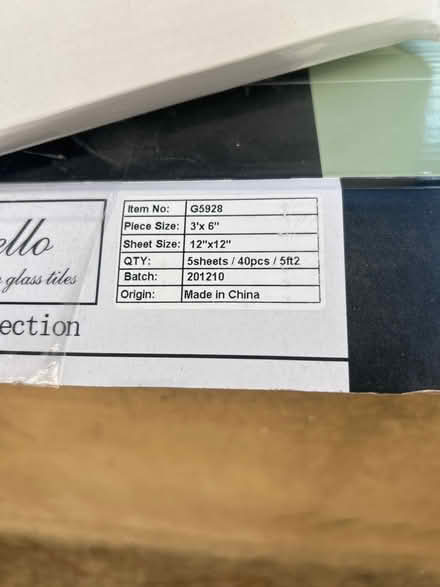 Item No: G5928
Piece Size: 3'x 6"
Sheet Size: 12"x12"
QTY: 5sheets / 40pcs / 5ft2
Batch: 201210
Origin: Made in China
ello
glass tiles
ection